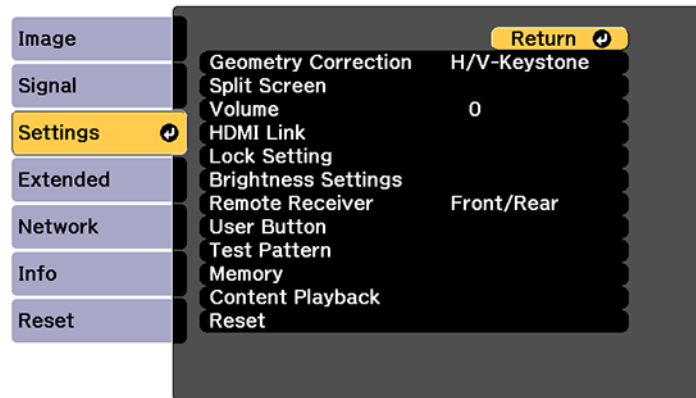 Image
Signal
Settings
Extended
Network
Info
Reset
Return
Geometry Correction H/V-Keystone
Split Screen
Volume 0
HDMI Link
Lock Setting
Brightness Settings
Remote Receiver Front/Rear
User Button
Test Pattern
Memory
Content Playback
Reset